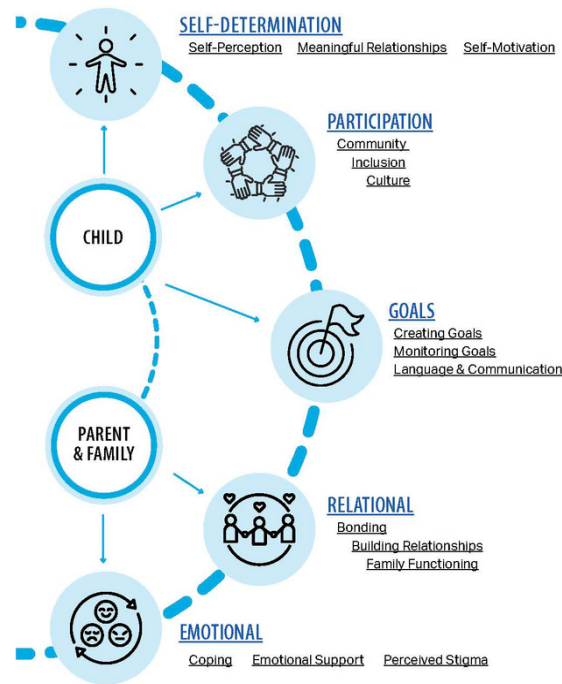 SELF-DETERMINATION
Self-Perception Meaningful Relationships Self-Motivation
PARTICIPATION
Community
Inclusion
Culture
CHILD
GOALS
Creating Goals
Monitoring Goals
Language & Communication
PARENT
& FAMILY
RELATIONAL
Bonding
Building Relationships
Family Functioning
EMOTIONAL
Coping Emotional Support Perceived Stigma